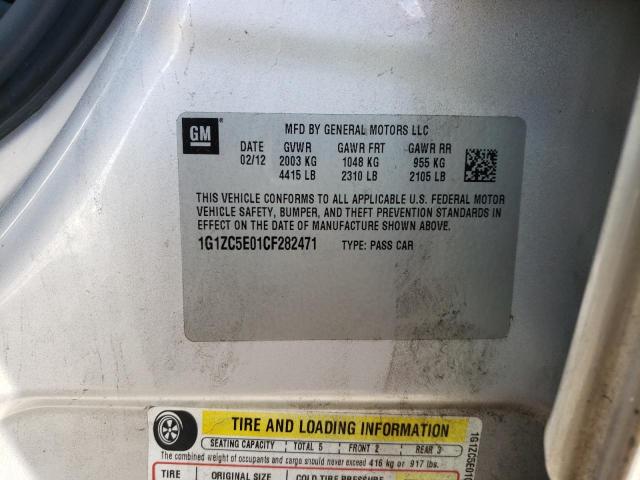 GM
MFD BY GENERAL MOTORS LLC
DATE GVWR GAWR FRT GAWR RR
02/12 2003 KG 1048 KG 955 KG
4415 LB 2310 LB 2105 LB
THIS VEHICLE CONFORMS TO ALL APPLICABLE U.S. FEDERAL MOTOR
VEHICLE SAFETY, BUMPER, AND THEFT PREVENTION STANDARDS IN
EFFECT ON THE DATE OF MANUFACTURE SHOWN ABOVE.
1G1ZC5E01CF282471 TYPE: PASS CAR
TIRE AND LOADING INFORMATION
SEATING CAPACITY TOTAL 5 FRONT 2 REAR 3
The combined weight of occupants and cargo should never exceed 416 kg or 917 lbs.
TIRE ORIGINAL SIZE COLD TIRE PRESSURE
1G1ZC5E01C